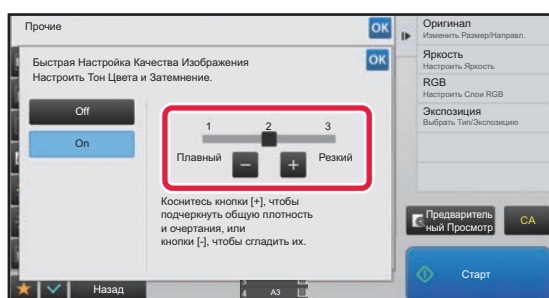 Прочие
OK
Быстрая Настройка Качества Изображения
Настроить Тон Цвета и Затемнение.
OK
Off
On
1 2 3
Плавный
Резкий
Коснитесь кнопки [+], чтобы
подчеркнуть общую плотность
и очертания, или
кнопки [-], чтобы сгладить их.
Назад
A3
Оригинал
Изменить Размер/Направл.
Яркость
Настроить Яркость
RGB
Настроить Слои RGB
Экспозиция
Выбрать Тип/Экспозицию
Предваритель
ный Просмотр
CA
Старт